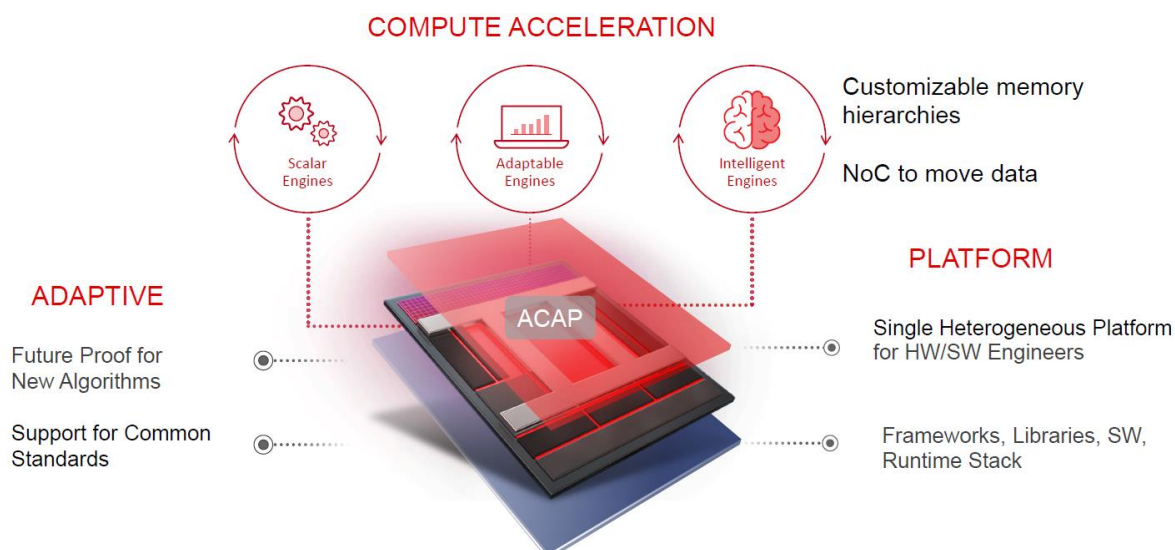 COMPUTE ACCELERATION
Scalar
Engines
Adaptable
Engines
Intelligent
Engines
Customizable memory
hierarchies
NoC to move data
ADAPTIVE
Future Proof for
New Algorithms
Support for Common
Standards
ACAP
PLATFORM
Single Heterogeneous Platform
for HW/SW Engineers
Frameworks, Libraries, SW,
Runtime Stack